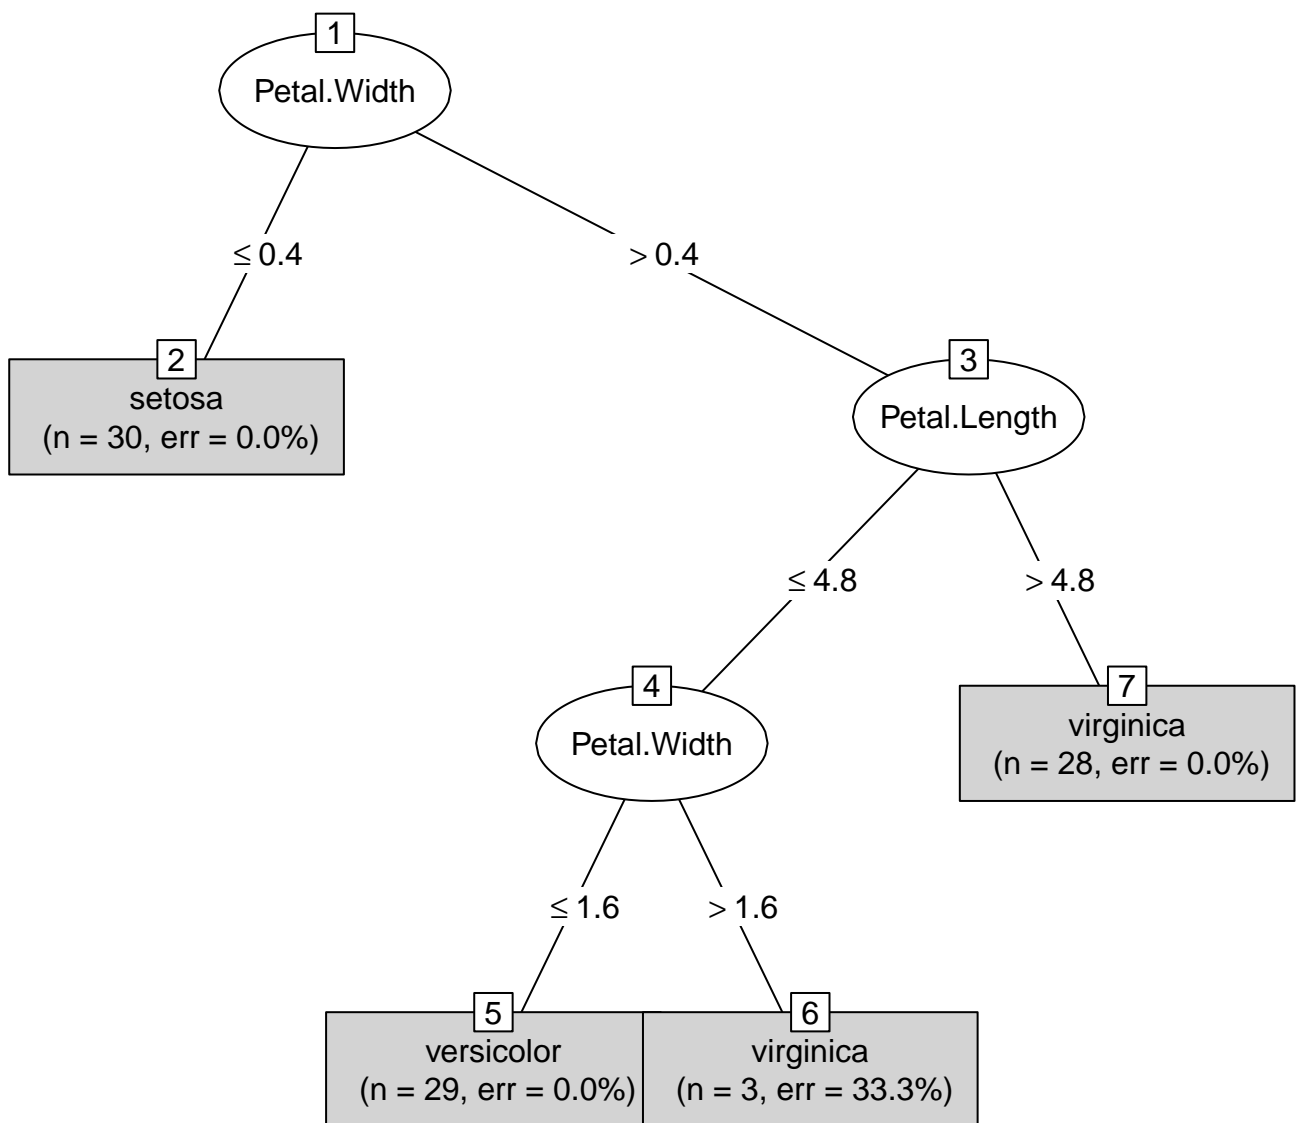 1
Petal.Width
≤ 0.4
> 0.4
2
setosa
(n = 30, err = 0.0%)
3
Petal.Length
≤ 4.8
> 4.8
4
Petal.Width
7
virginica
(n = 28, err = 0.0%)
≤ 1.6
> 1.6
5
versicolor
(n = 29, err = 0.0%)
6
virginica
(n = 3, err = 33.3%)